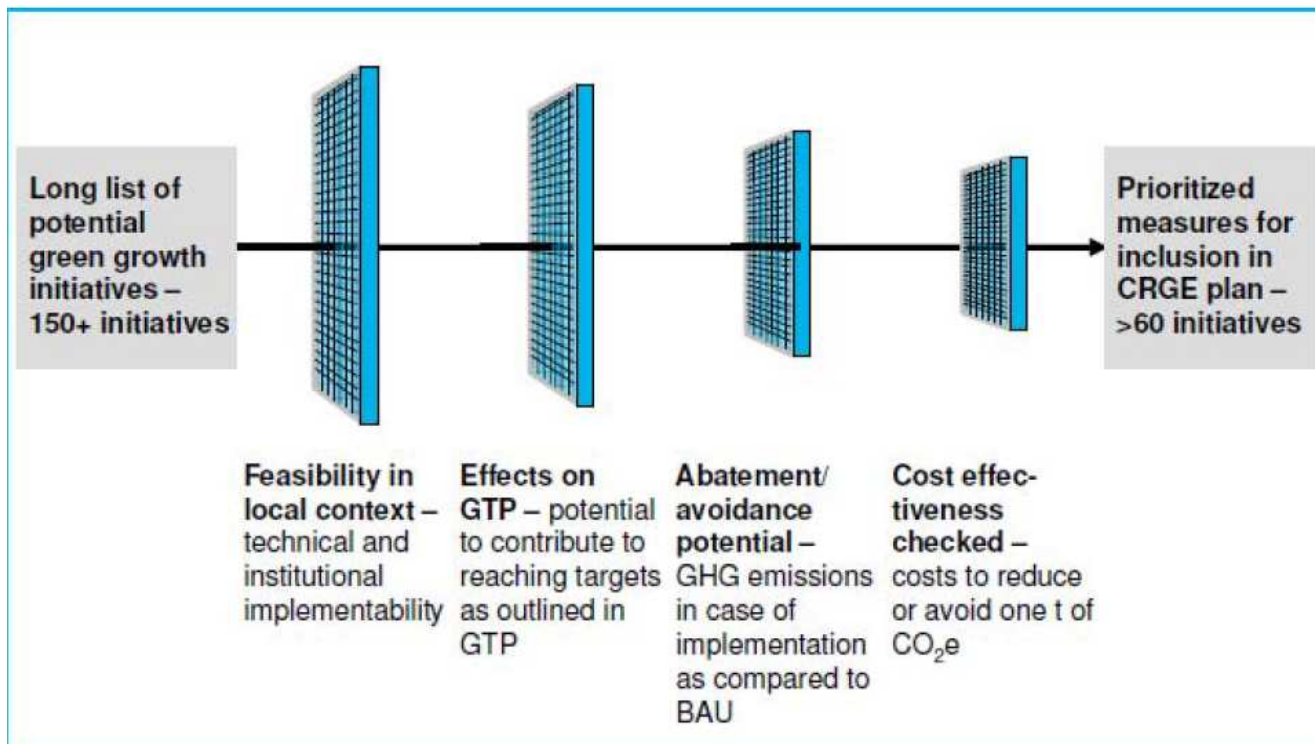 Long list of
potential
green growth
initiatives –
150+ initiatives
Prioritized
measures for
inclusion in
CRGE plan –
>60 initiatives
Feasibility in
local context –
technical and
institutional
implementability
Effects on
GTP – potential
to contribute to
reaching targets
as outlined in
GTP
Abatement/
avoidance
potential –
GHG emissions
in case of
implementation
as compared to
BAU
Cost effec-
tiveness
checked –
costs to reduce
or avoid one t of
CO₂e